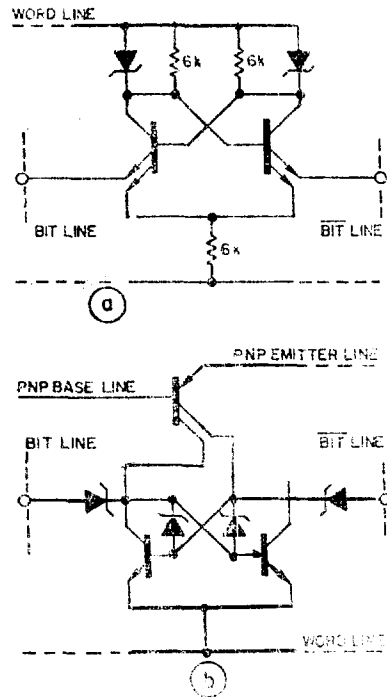 WORD LINE
6k
6k
BIT LINE
BIT LINE
6k
a
PNP EMITTER LINE
PNP BASE LINE
BIT LINE
BIT LINE
WORD LINE
b